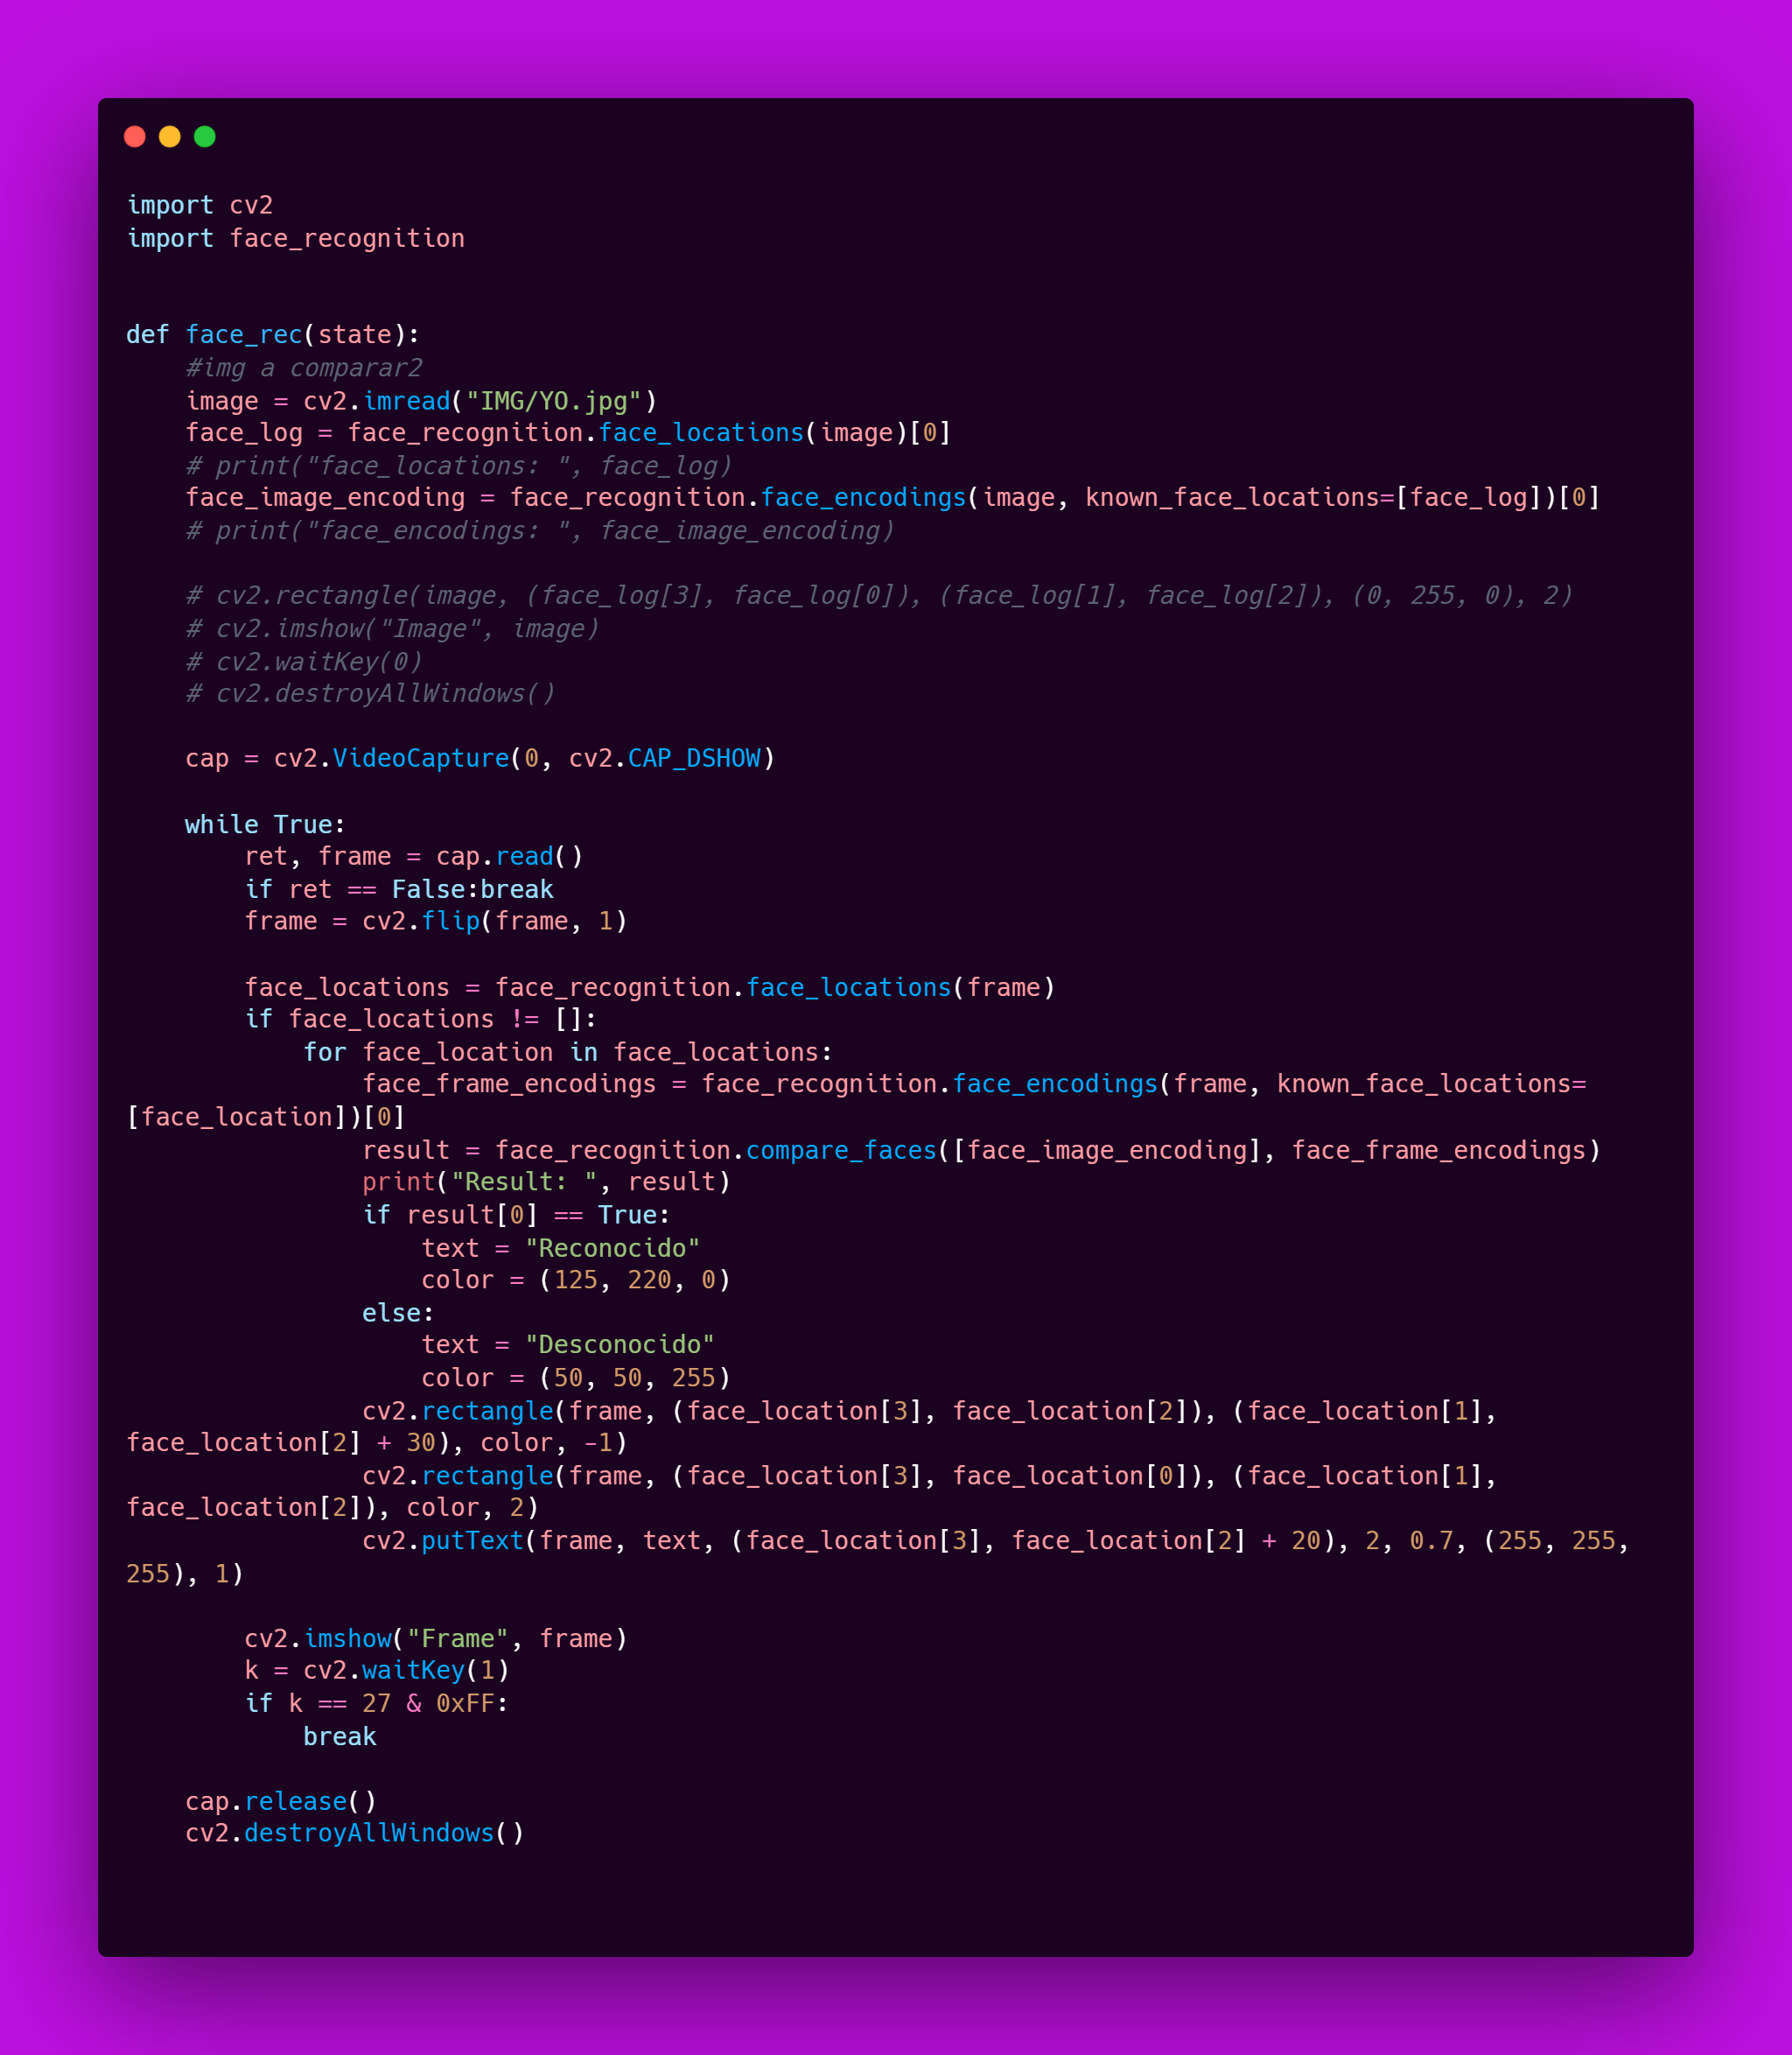 import cv2
import face_recognition


def face_rec(state):
    #img a comparar2
    image = cv2.imread("IMG/YO.jpg")
    face_log = face_recognition.face_locations(image)[0]
    # print("face_locations: ", face_log)
    face_image_encoding = face_recognition.face_encodings(image, known_face_locations=[face_log])[0]
    # print("face_encodings: ", face_image_encoding)

    # cv2.rectangle(image, (face_log[3], face_log[0]), (face_log[1], face_log[2]), (0, 255, 0), 2)
    # cv2.imshow("Image", image)
    # cv2.waitKey(0)
    # cv2.destroyAllWindows()

    cap = cv2.VideoCapture(0, cv2.CAP_DSHOW)

    while True:
        ret, frame = cap.read()
        if ret == False:break
        frame = cv2.flip(frame, 1)

        face_locations = face_recognition.face_locations(frame)
        if face_locations != []:
            for face_location in face_locations:
                face_frame_encodings = face_recognition.face_encodings(frame, known_face_locations=
[face_location])[0]
                result = face_recognition.compare_faces([face_image_encoding], face_frame_encodings)
                print("Result: ", result)
                if result[0] == True:
                    text = "Reconocido"
                    color = (125, 220, 0)
                else:
                    text = "Desconocido"
                    color = (50, 50, 255)
                cv2.rectangle(frame, (face_location[3], face_location[2]), (face_location[1],
face_location[2] + 30), color, -1)
                cv2.rectangle(frame, (face_location[3], face_location[0]), (face_location[1],
face_location[2]), color, 2)
                cv2.putText(frame, text, (face_location[3], face_location[2] + 20), 2, 0.7, (255, 255,
255), 1)

        cv2.imshow("Frame", frame)
        k = cv2.waitKey(1)
        if k == 27 & 0xFF:
            break

    cap.release()
    cv2.destroyAllWindows()